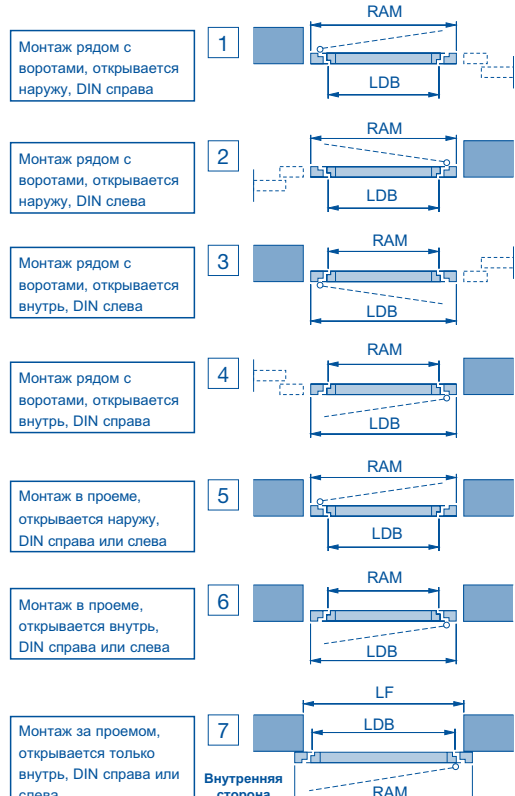 RAM
Монтаж рядом с
воротами, открывается
наружу, DIN справа
1
LDB
RAM
Монтаж рядом с
воротами, открывается
наружу, DIN слева
2
LDB
RAM
Монтаж рядом с
воротами, открывается
внутрь, DIN слева
3
LDB
RAM
Монтаж рядом с
воротами, открывается
внутрь, DIN справа
4
LDB
RAM
Монтаж в проеме,
открывается наружу,
DIN справа или слева
5
LDB
RAM
Монтаж в проеме,
открывается внутрь,
DIN справа или слева
6
LDB
LF
Монтаж за проемом,
открывается только
внутрь, DIN справа или
слева
7
LDB
Внутренняя
сторона
RAM